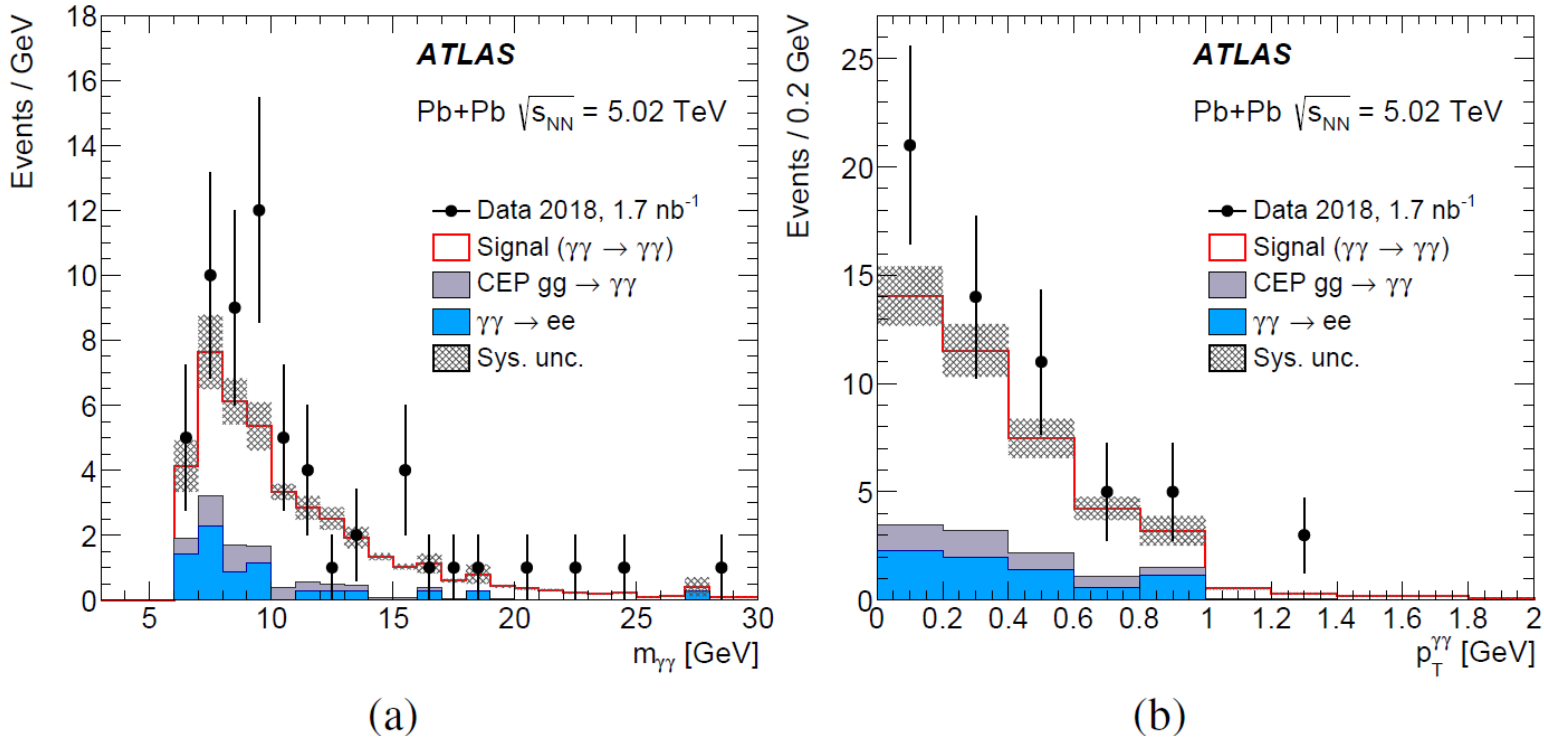 Events / GeV
18
16
14
12
10
8
6
4
2
0
5
10
15
20
25
30
mγγ [GeV]
ATLAS
Pb+Pb √sNN = 5.02 TeV
Data 2018, 1.7 nb⁻¹
Signal (γγ → γγ)
CEP gg → γγ
γγ → ee
Sys. unc.
(a)
Events / 0.2 GeV
25
20
15
10
5
0
0
0.2
0.4
0.6
0.8
1
1.2
1.4
1.6
1.8
2
pTγγ [GeV]
ATLAS
Pb+Pb √sNN = 5.02 TeV
Data 2018, 1.7 nb⁻¹
Signal (γγ → γγ)
CEP gg → γγ
γγ → ee
Sys. unc.
(b)